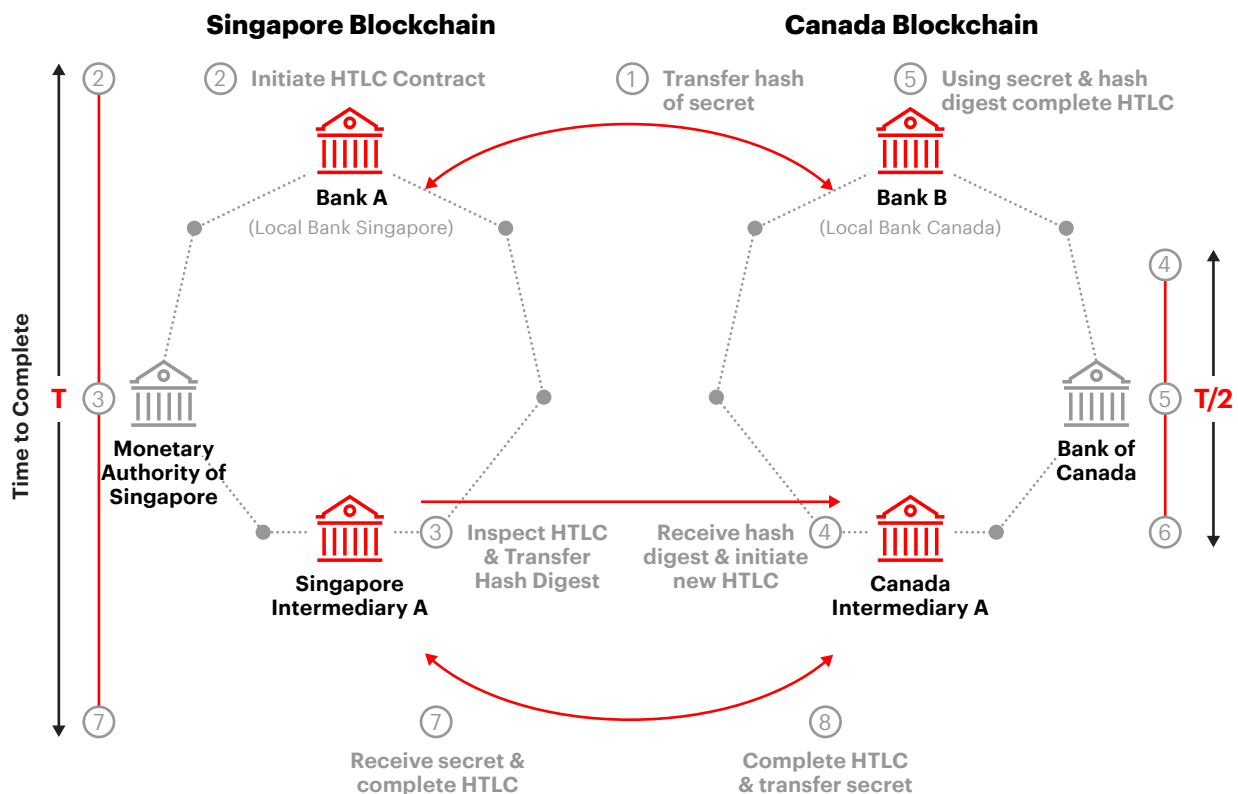 Singapore Blockchain
Canada Blockchain
2
2
Initiate HTLC Contract
1
Transfer hash
of secret
5
Using secret & hash
digest complete HTLC
Bank A
(Local Bank Singapore)
Bank B
(Local Bank Canada)
4
Time to Complete
T
3
5
T/2
Monetary
Authority of
Singapore
Bank of
Canada
3
Inspect HTLC
& Transfer
Hash Digest
Receive hash
digest & initiate
new HTLC
4
6
Singapore
Intermediary A
Canada
Intermediary A
7
7
Receive secret &
complete HTLC
8
Complete HTLC
& transfer secret